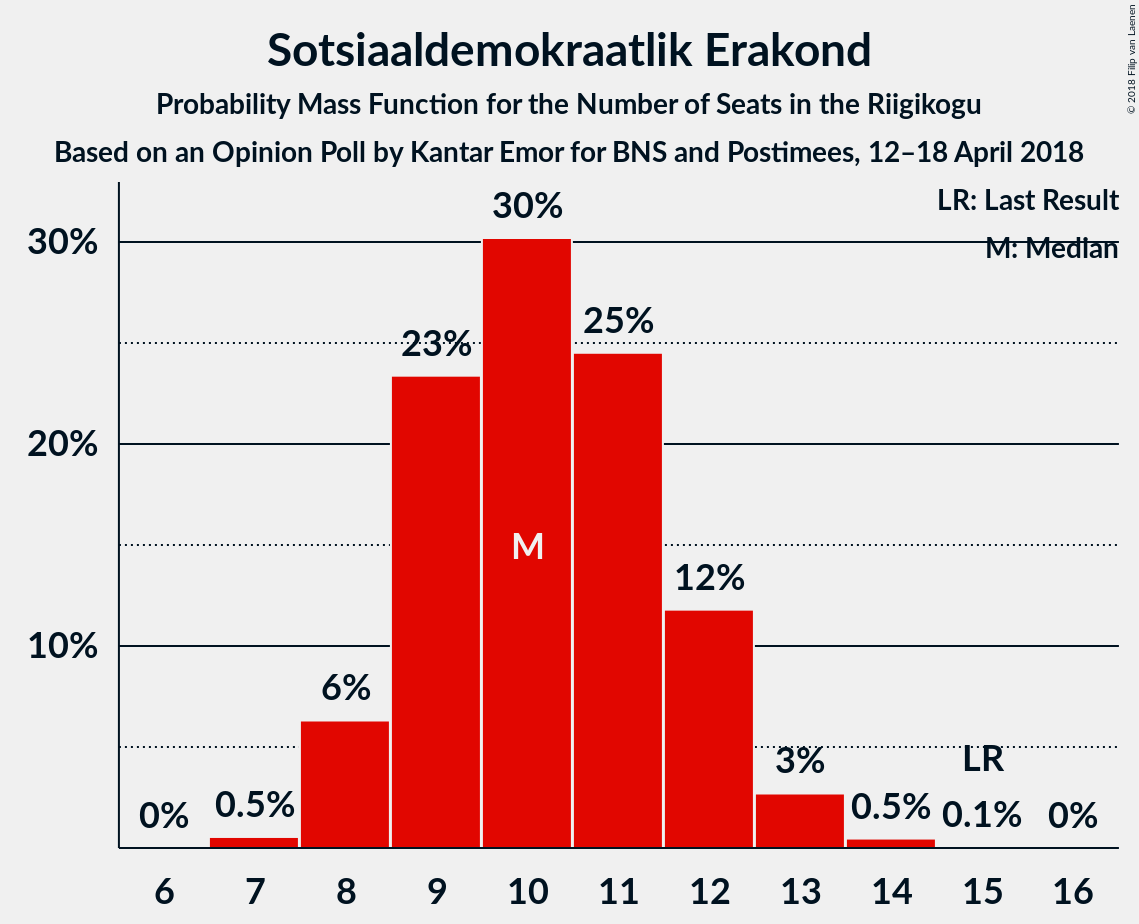 Sotsiaaldemokraatlik Erakond
Probability Mass Function for the Number of Seats in the Riigikogu
Based on an Opinion Poll by Kantar Emor for BNS and Postimees, 12–18 April 2018
© 2018 Filip van Laenen
LR: Last Result
M: Median
30%
20%
10%
0%
0.5%
6%
23%
30%
M
25%
12%
3%
0.5%
LR
0.1%
0%
6 7 8 9 10 11 12 13 14 15 16